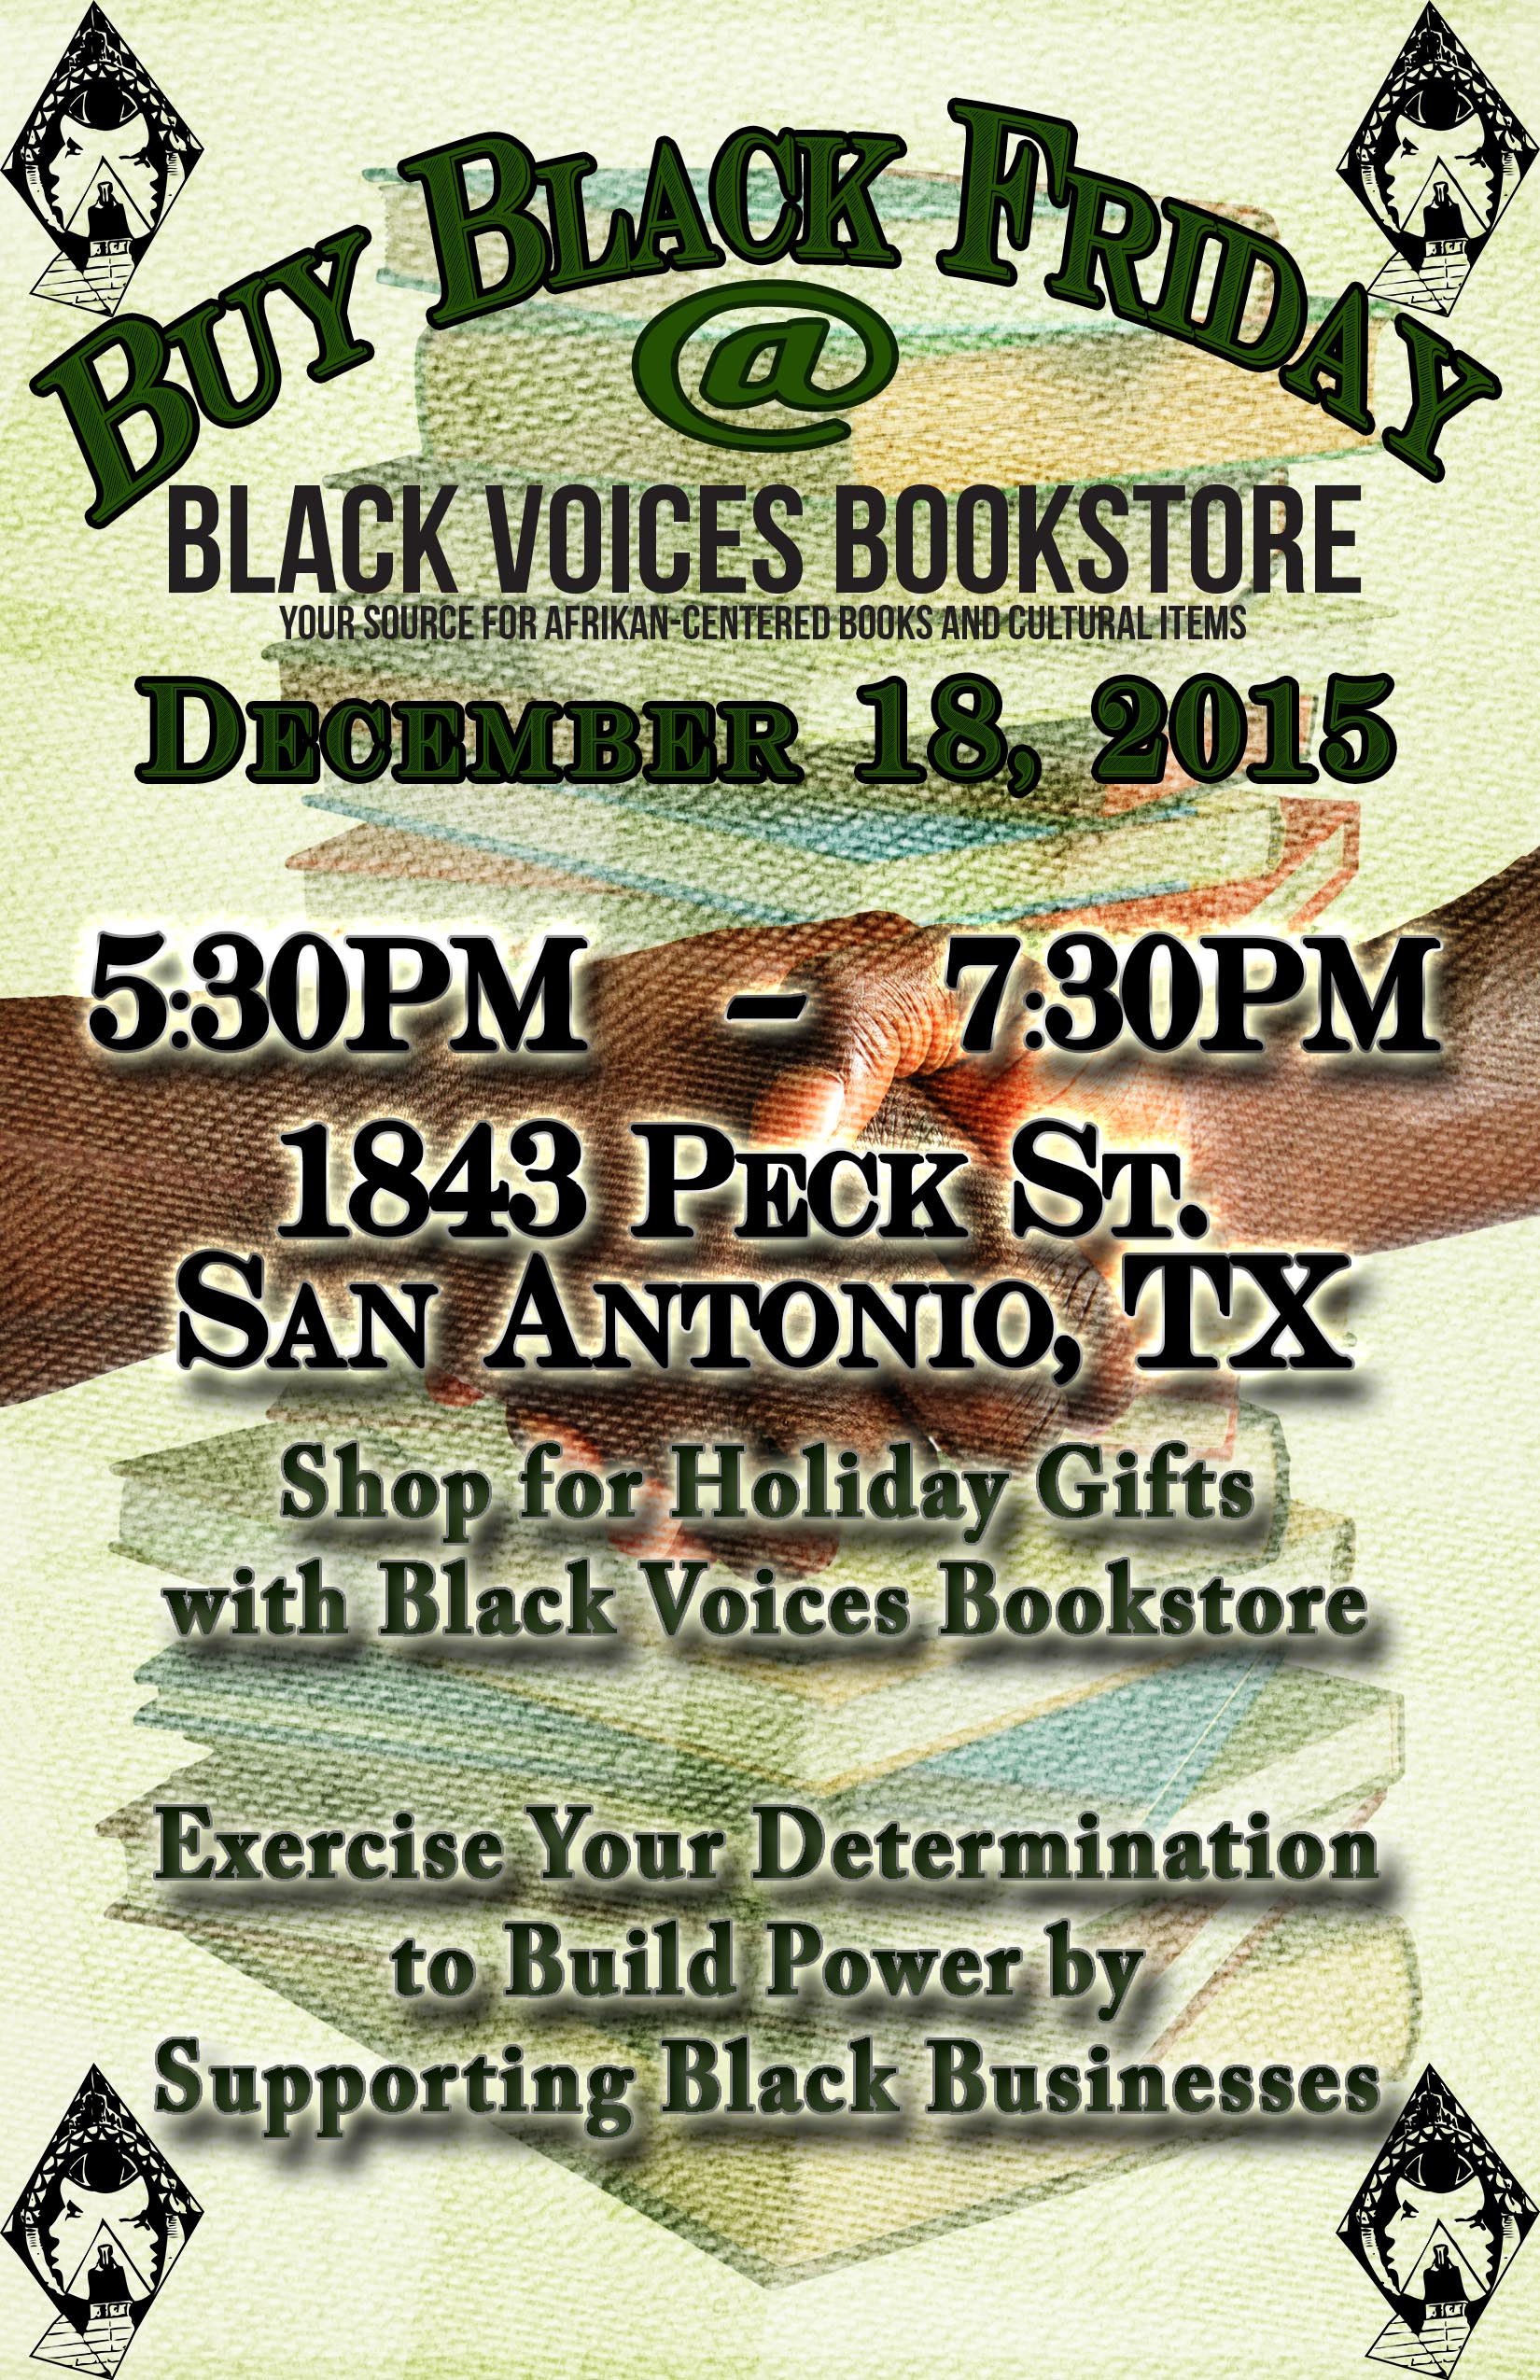 Buy Black Friday
@
BLACK VOICES BOOKSTORE
YOUR SOURCE FOR AFRIKAN-CENTERED BOOKS AND CULTURAL ITEMS
December 18, 2015
5:30PM – 7:30PM
1843 Peck St.
San Antonio, TX
Shop for Holiday Gifts
with Black Voices Bookstore
Exercise Your Determination
to Build Power by
Supporting Black Businesses